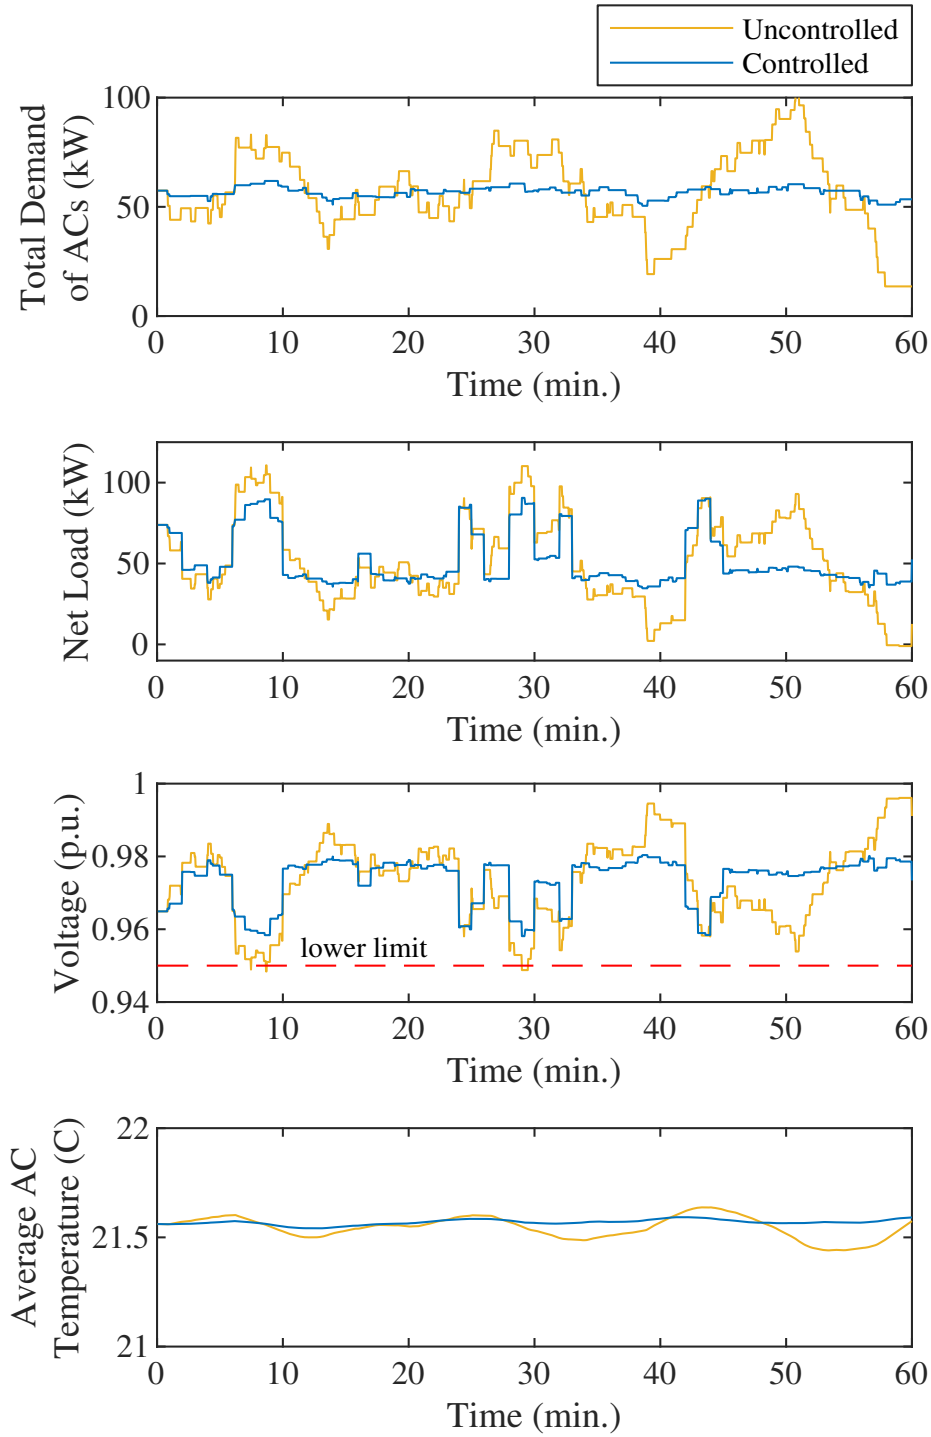 Uncontrolled
Controlled
Total Demand
of ACs (kW)
100
50
0
0 10 20 30 40 50 60
Time (min.)
Net Load (kW)
100
50
0
0 10 20 30 40 50 60
Time (min.)
Voltage (p.u.)
1
0.98
0.96
0.94
lower limit
0 10 20 30 40 50 60
Time (min.)
Average AC
Temperature (C)
22
21.5
21
0 10 20 30 40 50 60
Time (min.)